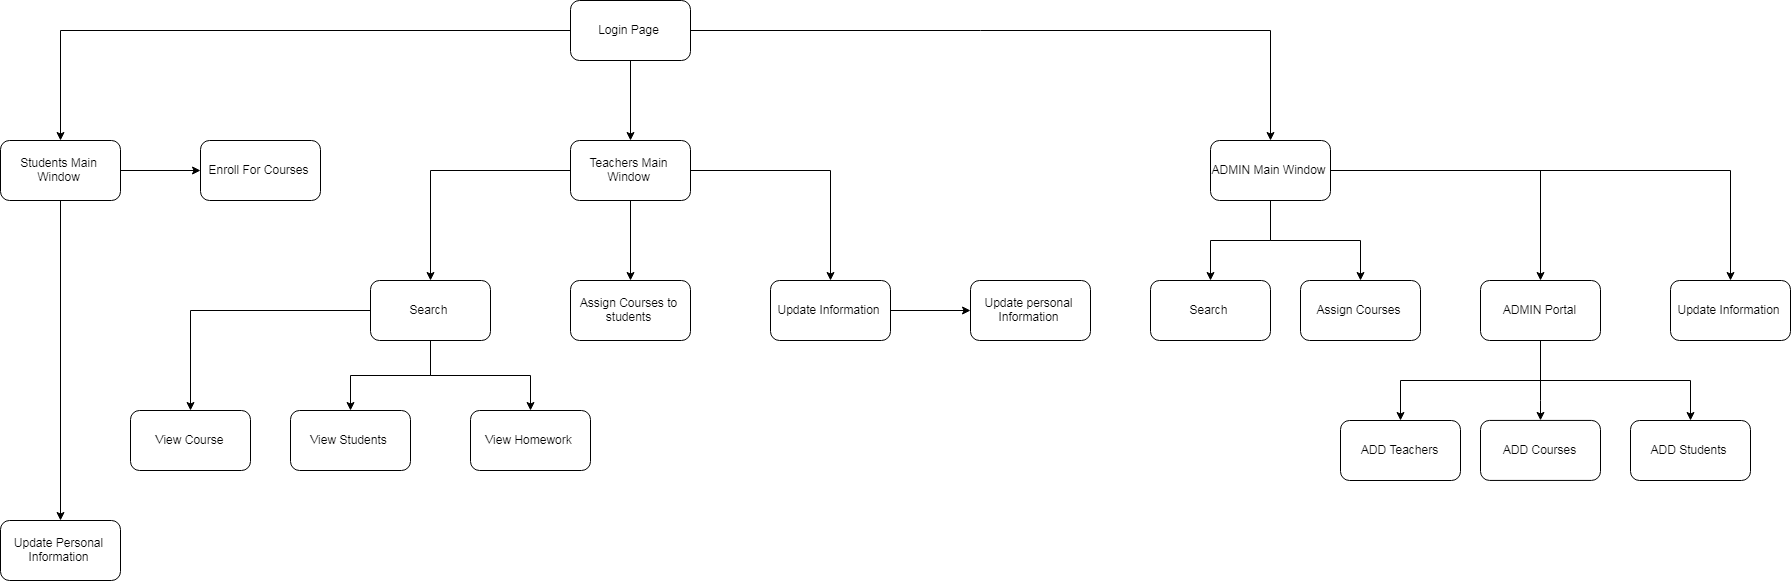 Login Page
Students Main
Window
Enroll For Courses
Teachers Main
Window
ADMIN Main Window
Search
Assign Courses to
students
Update Information
Update personal
Information
Search
Assign Courses
ADMIN Portal
Update Information
View Course
View Students
View Homework
ADD Teachers
ADD Courses
ADD Students
Update Personal
Information